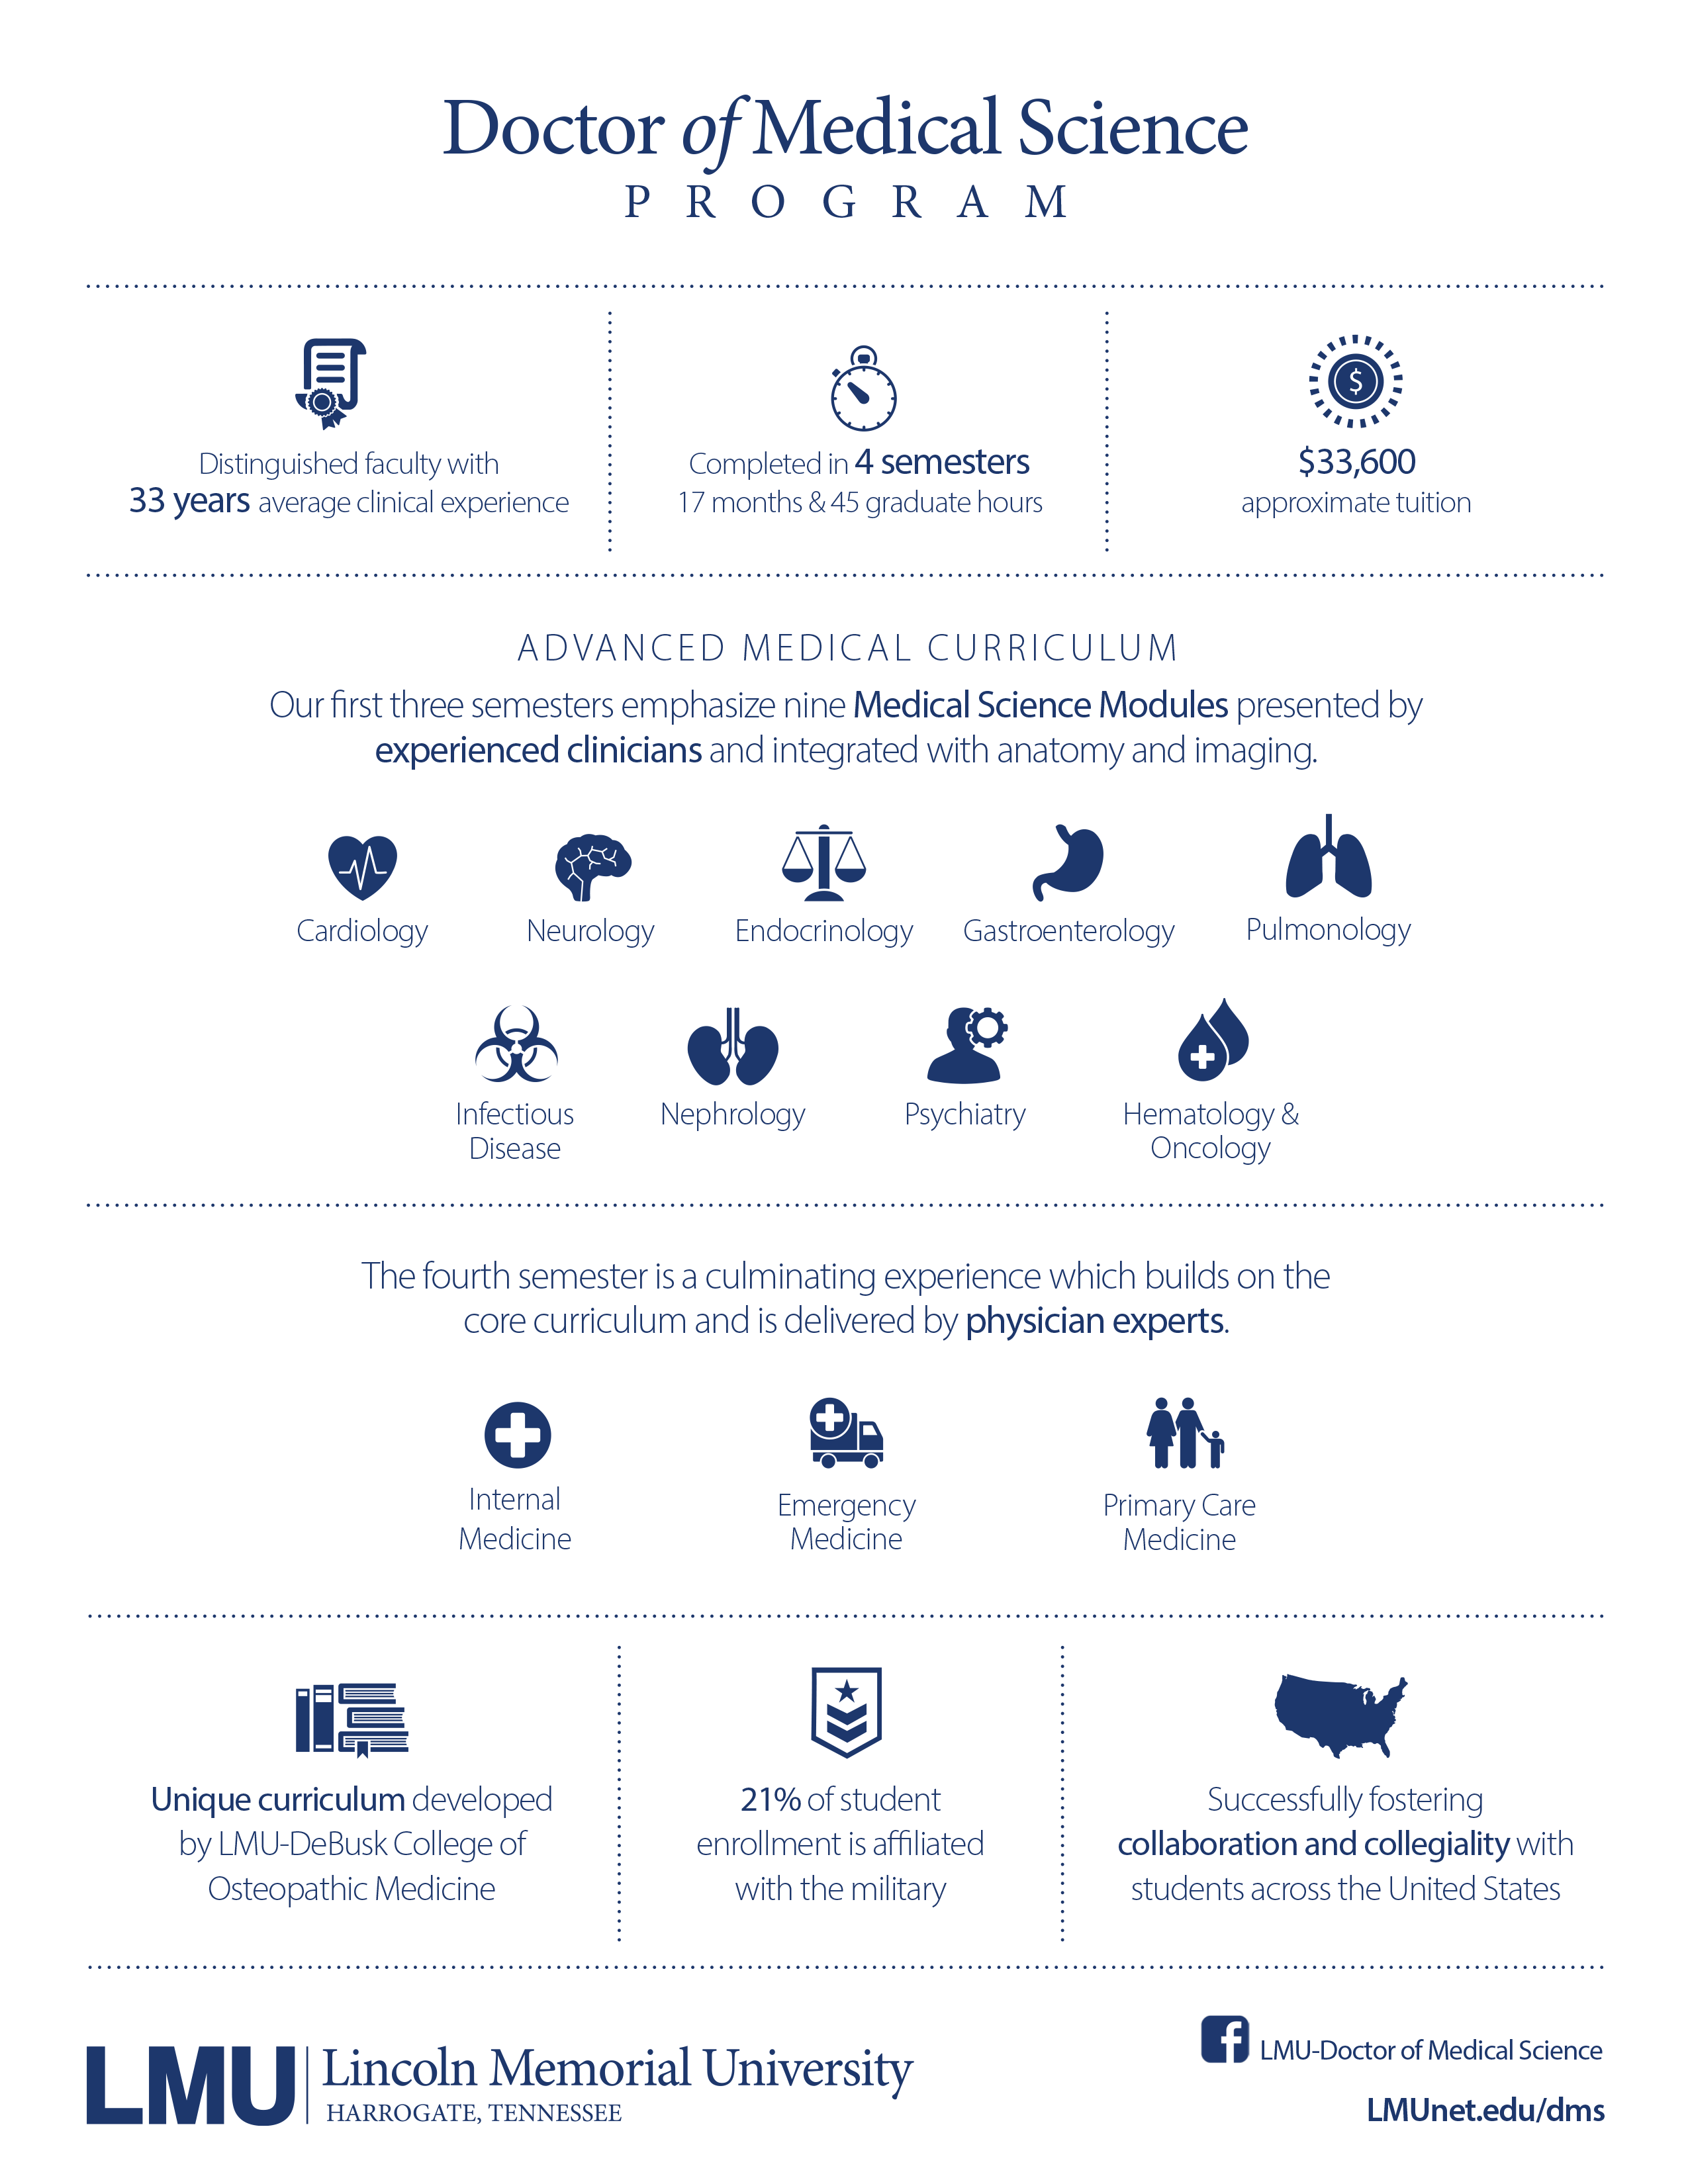 Doctor of Medical Science
PROGRAM
Distinguished faculty with
33 years average clinical experience
Completed in 4 semesters
17 months & 45 graduate hours
$
$33,600
approximate tuition
ADVANCED MEDICAL CURRICULUM
Our first three semesters emphasize nine Medical Science Modules presented by
experienced clinicians and integrated with anatomy and imaging.
Cardiology
Neurology
Endocrinology
Gastroenterology
Pulmonology
Infectious
Disease
Nephrology
Psychiatry
Hematology &
Oncology
The fourth semester is a culminating experience which builds on the
core curriculum and is delivered by physician experts.
Internal
Medicine
Emergency
Medicine
Primary Care
Medicine
Unique curriculum developed
by LMU-DeBusk College of
Osteopathic Medicine
21% of student
enrollment is affiliated
with the military
Successfully fostering
collaboration and collegiality with
students across the United States
LMU
Lincoln Memorial University
HARROGATE, TENNESSEE
f LMU-Doctor of Medical Science
LMUnet.edu/dms